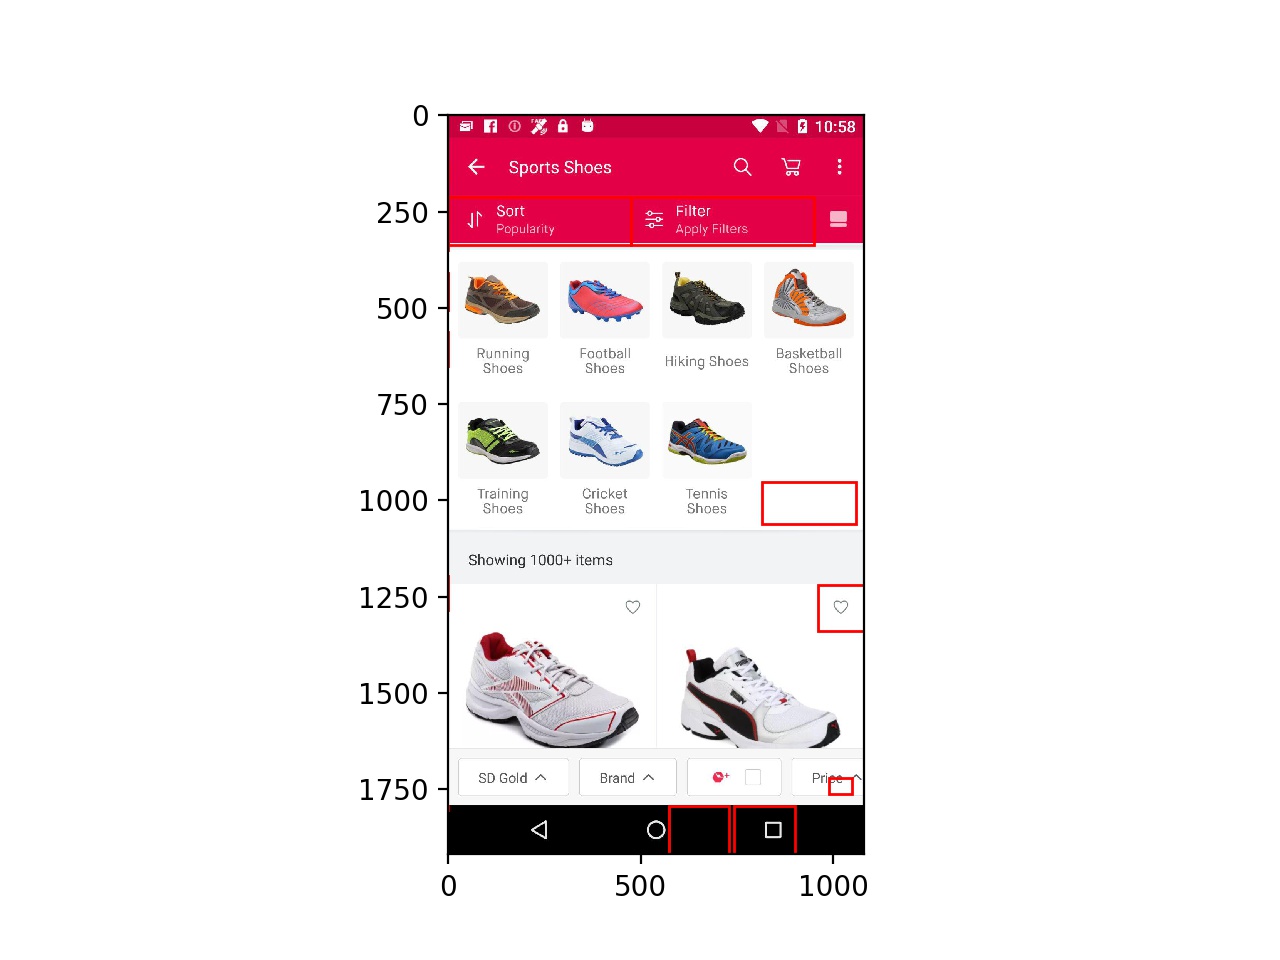 0
250
500
750
1000
1250
1500
1750
0
500
1000
10:58
Sports Shoes
Sort
Popularity
Filter
Apply Filters
Running
Shoes
Football
Shoes
Hiking Shoes
Basketball
Shoes
Training
Shoes
Cricket
Shoes
Tennis
Shoes
Showing 1000+ items
SD Gold
Brand
Price